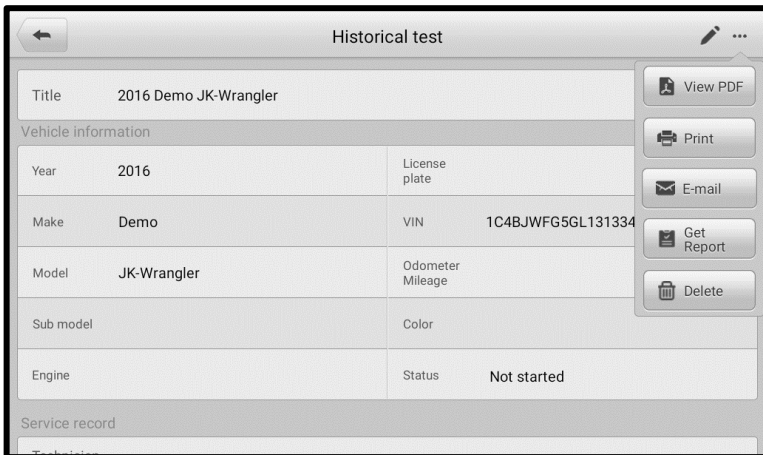 Historical test
View PDF
Title 2016 Demo JK-Wrangler
Vehicle information
Print
Year 2016 License plate
E-mail
Make Demo VIN 1C4BJWFG5GL131334
Get Report
Model JK-Wrangler Odometer Mileage
Delete
Sub model Color
Engine Status Not started
Service record
Technician